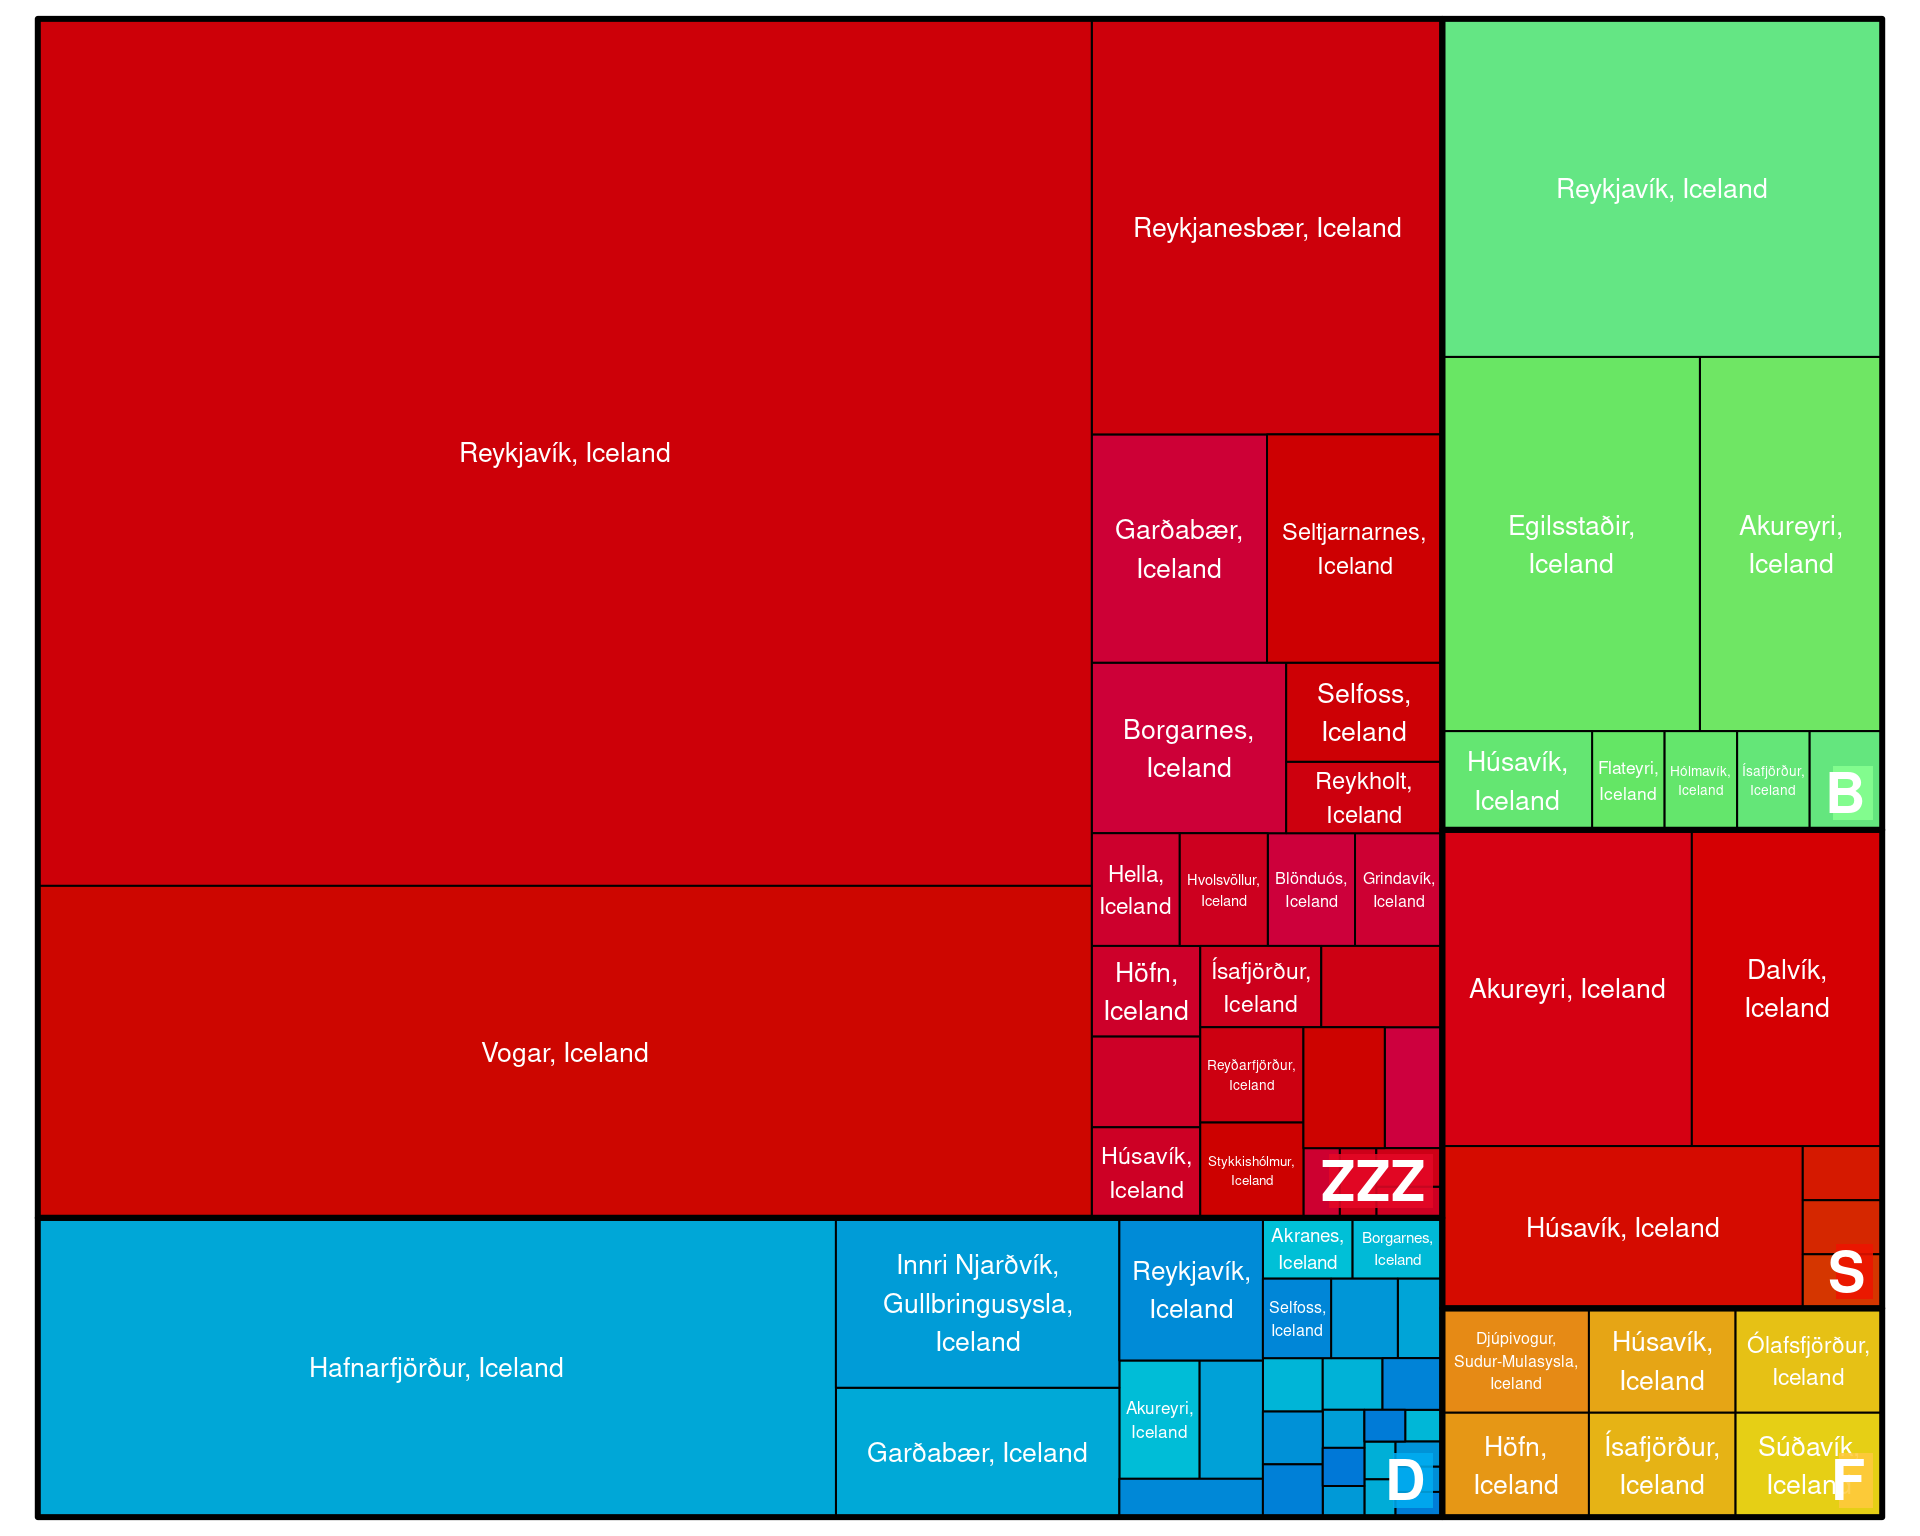 Reykjavík, Iceland
Vogar, Iceland
Reykjanesbær, Iceland
Garðabær,
Iceland
Seltjarnarnes,
Iceland
Borgarnes,
Iceland
Selfoss,
Iceland
Reykholt,
Iceland
Hella,
Iceland
Hvolsvöllur,
Iceland
Blönduós,
Iceland
Grindavík,
Iceland
Höfn,
Iceland
Ísafjörður,
Iceland
Reyðarfjörður,
Iceland
Húsavík,
Iceland
Stykkishólmur,
Iceland
ZZZ
Hafnarfjörður, Iceland
Innri Njarðvík,
Gullbringusysla,
Iceland
Garðabær, Iceland
Reykjavík,
Iceland
Akureyri,
Iceland
Akranes,
Iceland
Borgarnes,
Iceland
Selfoss,
Iceland
D
Reykjavík, Iceland
Egilsstaðir,
Iceland
Akureyri,
Iceland
Húsavík,
Iceland
Flateyri,
Iceland
Hólmavík,
Iceland
Ísafjörður,
Iceland
B
Akureyri, Iceland
Dalvík,
Iceland
Húsavík, Iceland
S
Djúpivogur,
Sudur-Mulasysla,
Iceland
Húsavík,
Iceland
Ólafsfjörður,
Iceland
Höfn,
Iceland
Ísafjörður,
Iceland
Súðavík,
Iceland
F